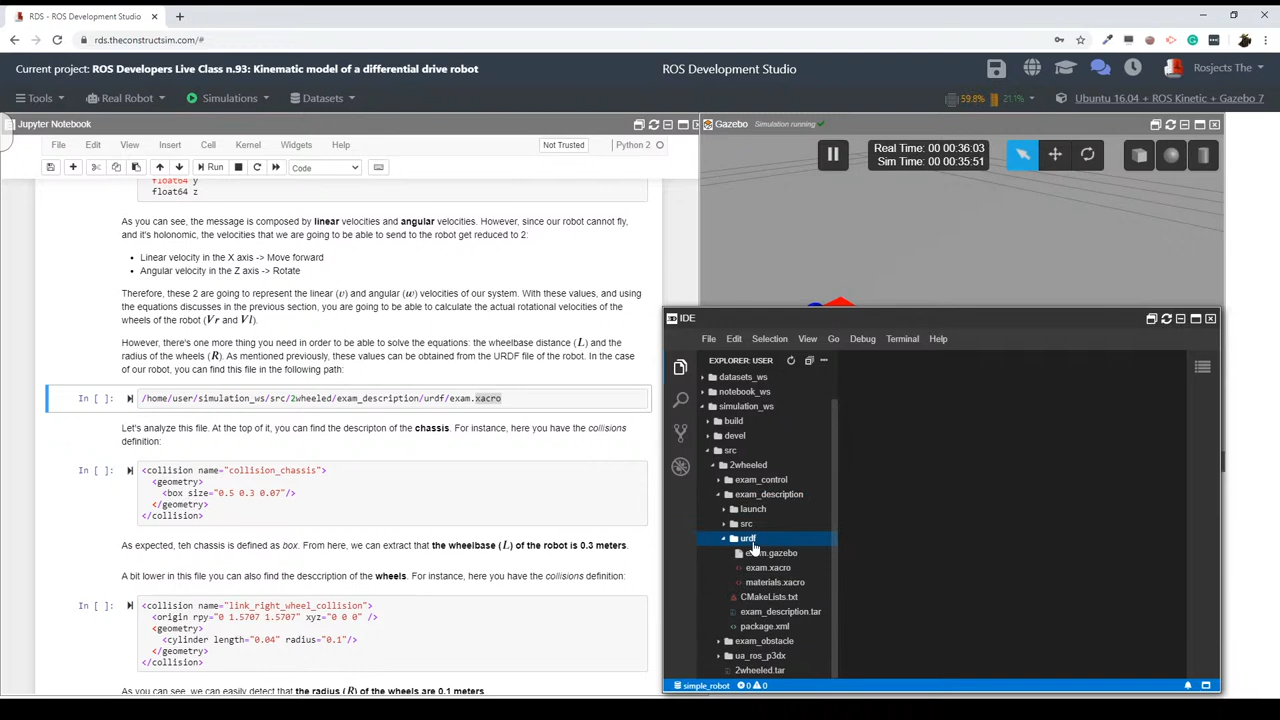 RDS - ROS Development Studio
rds.theconstructsim.com/#
Current project: ROS Developers Live Class n.93: Kinematic model of a differential drive robot
ROS Development Studio
Rosjects The
Tools
Real Robot
Simulations
Datasets
59.8%
21.1%
Ubuntu 16.04 + ROS Kinetic + Gazebo 7
Jupyter Notebook
File Edit View Insert Cell Kernel Widgets Help
Not Trusted
Python 2
Run
Code
float64 y
float64 z
As you can see, the message is composed by linear velocities and angular velocities. However, since our robot cannot fly,
and it's holonomic, the velocities that we are going to be able to send to the robot get reduced to 2:
• Linear velocity in the X axis -> Move forward
• Angular velocity in the Z axis -> Rotate
Therefore, these 2 are going to represent the linear (v) and angular (w) velocities of our system. With these values, and using
the equations discusses in the previous section, you are going to be able to calculate the actual rotational velocities of the
wheels of the robot (Vr and Vl).
However, there's one more thing you need in order to be able to solve the equations: the wheelbase distance (L) and the
radius of the wheels (R). As mentioned previously, these values can be obtained from the URDF file of the robot. In the case
of our robot, you can find this file in the following path:
In [ ]: /home/user/simulation_ws/src/2wheeled/exam_description/urdf/exam.xacro
Let's analyze this file. At the top of it, you can find the descripton of the chassis. For instance, here you have the collisions
definition:
In [ ]: <collision name="collision_chassis">
<geometry>
<box size="0.5 0.3 0.07"/>
</geometry>
</collision>
As expected, teh chassis is defined as box. From here, we can extract that the wheelbase (L) of the robot is 0.3 meters.
A bit lower in this file you can also find the desccription of the wheels. For instance, here you have the collisions definition:
In [ ]: <collision name="link_right_wheel_collision">
<origin rpy="0 1.5707 1.5707" xyz="0 0 0" />
<geometry>
<cylinder length="0.04" radius="0.1"/>
</geometry>
</collision>
As you can see, we can easily detect that the radius (R) of the wheels are 0.1 meters
Gazebo
Simulation running
Real Time: 00 00:36:03
Sim Time: 00 00:35:51
IDE
File Edit Selection View Go Debug Terminal Help
EXPLORER: USER
datasets_ws
notebook_ws
simulation_ws
build
devel
src
2wheeled
exam_control
exam_description
launch
src
urdf
exam.gazebo
exam.xacro
materials.xacro
CMakeLists.txt
exam_description.tar
package.xml
exam_obstacle
ua_ros_p3dx
2wheeled.tar
simple_robot
0
0